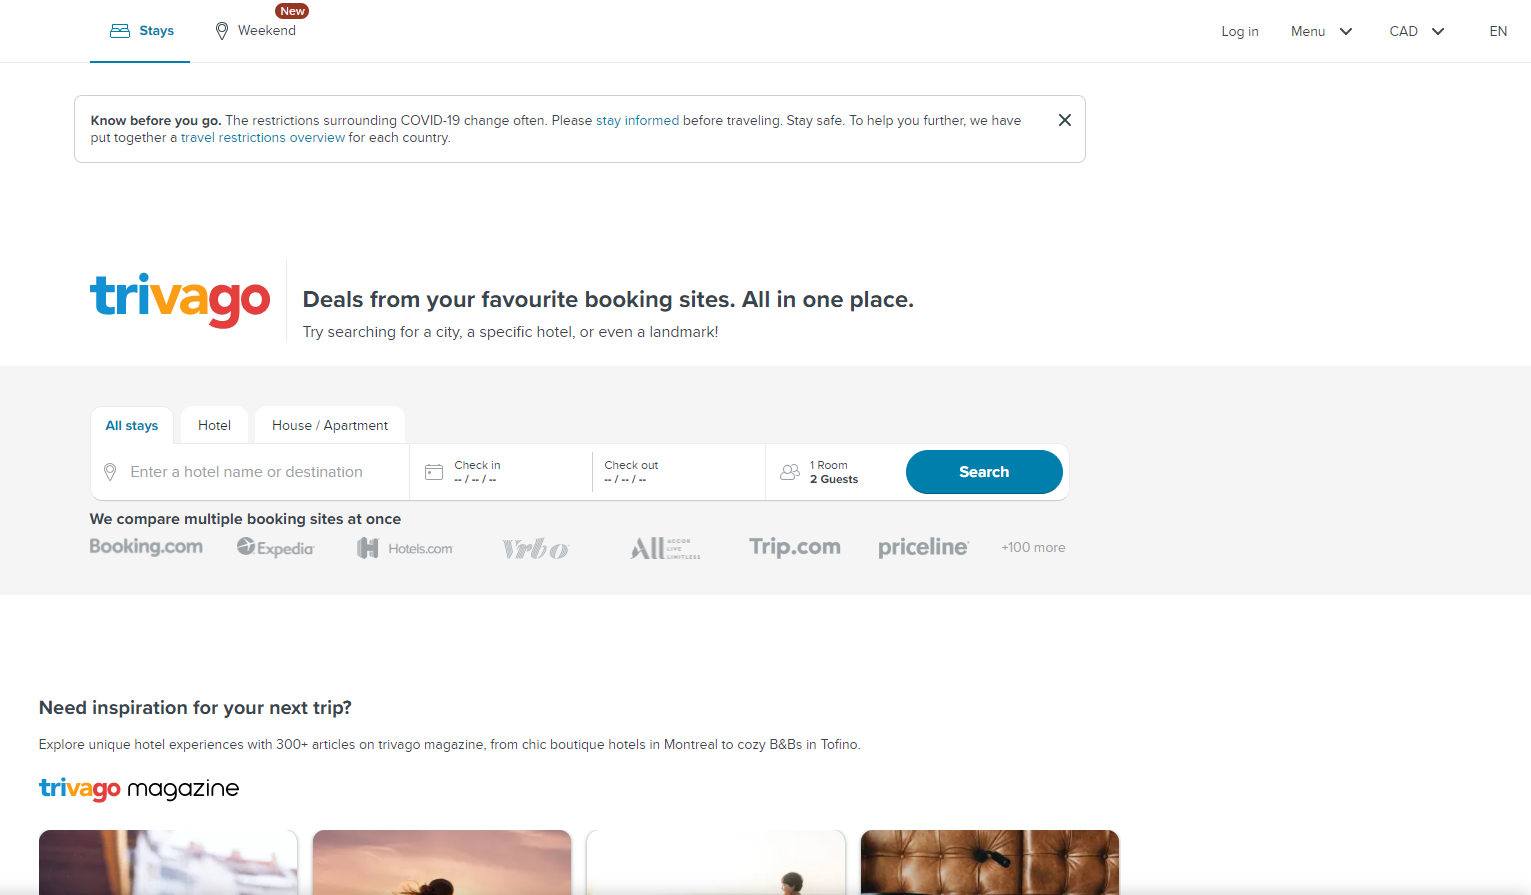 Stays
Weekend
New
Log in
Menu
CAD
EN
Know before you go. The restrictions surrounding COVID-19 change often. Please stay informed before traveling. Stay safe. To help you further, we have
put together a travel restrictions overview for each country.
trivago
Deals from your favourite booking sites. All in one place.
Try searching for a city, a specific hotel, or even a landmark!
All stays
Hotel
House / Apartment
Enter a hotel name or destination
Check in
-- / -- / --
Check out
-- / -- / --
1 Room
2 Guests
Search
We compare multiple booking sites at once
Booking.com
Expedia
H Hotels.com
Vrbo
ALL ACCOR LIVE LIMITLESS
Trip.com
priceline
+100 more
Need inspiration for your next trip?
Explore unique hotel experiences with 300+ articles on trivago magazine, from chic boutique hotels in Montreal to cozy B&Bs in Tofino.
trivago magazine